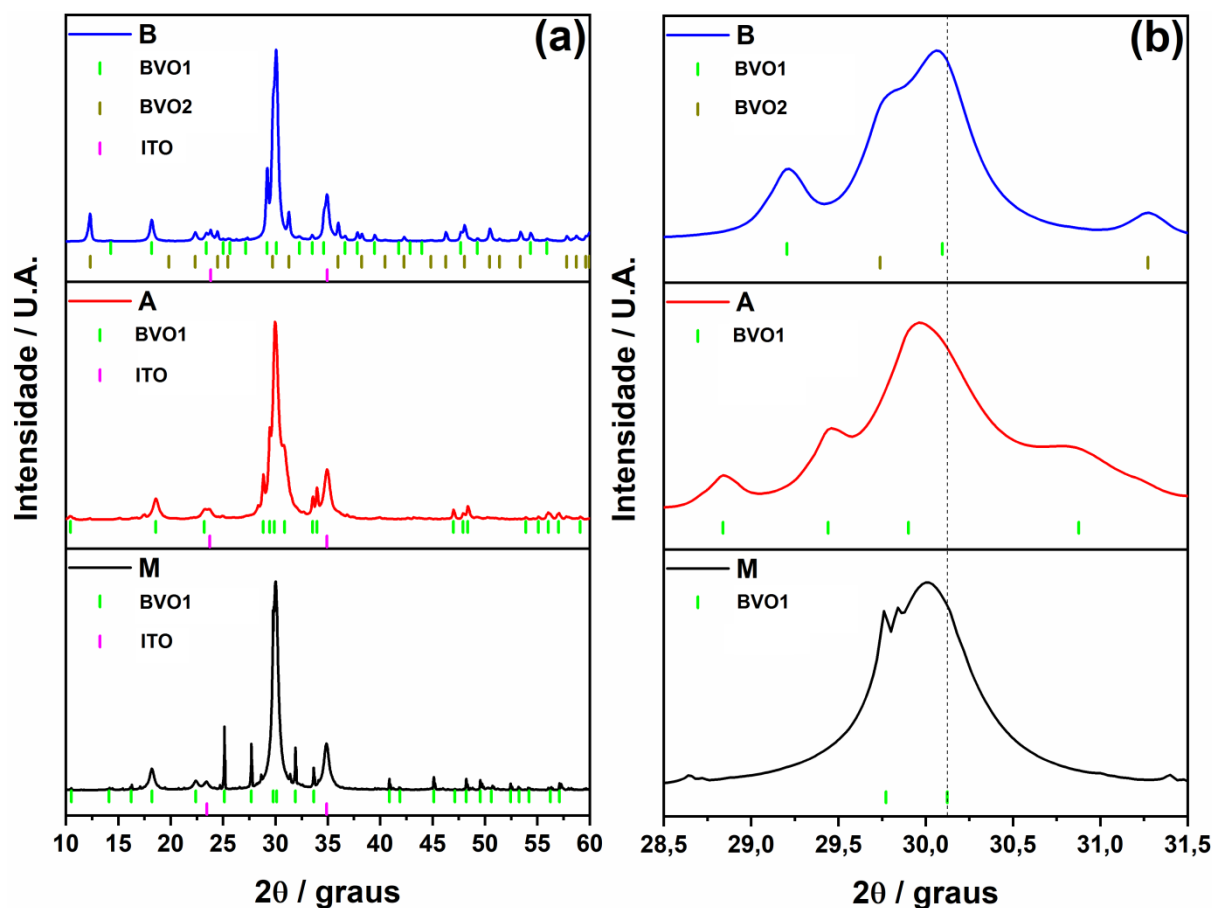 (a)
Intensidade / U.A.
B
BVO1
BVO2
ITO
A
BVO1
ITO
M
BVO1
ITO
10 15 20 25 30 35 40 45 50 55 60
2θ / graus
(b)
Intensidade / U.A.
B
BVO1
BVO2
A
BVO1
M
BVO1
28,5 29,0 29,5 30,0 30,5 31,0 31,5
2θ / graus